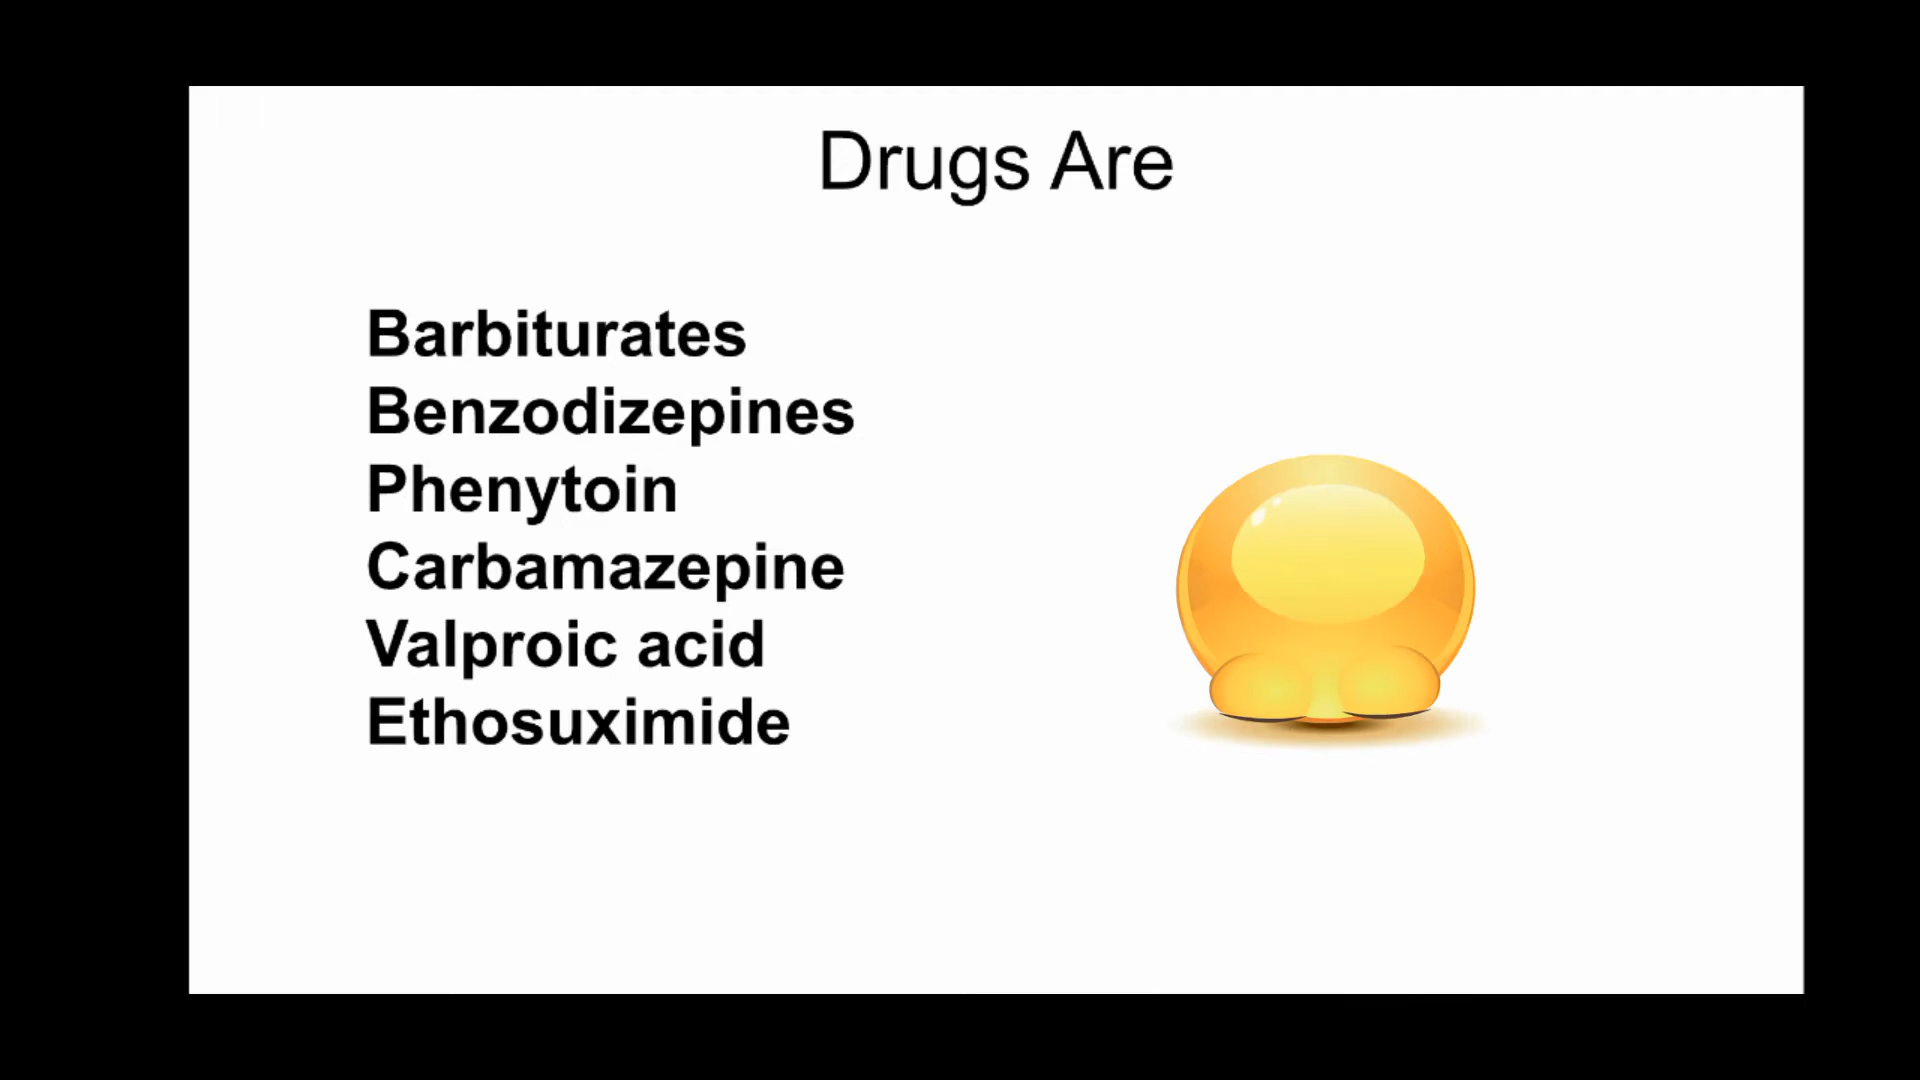 Drugs Are
Barbiturates
Benzodizepines
Phenytoin
Carbamazepine
Valproic acid
Ethosuximide